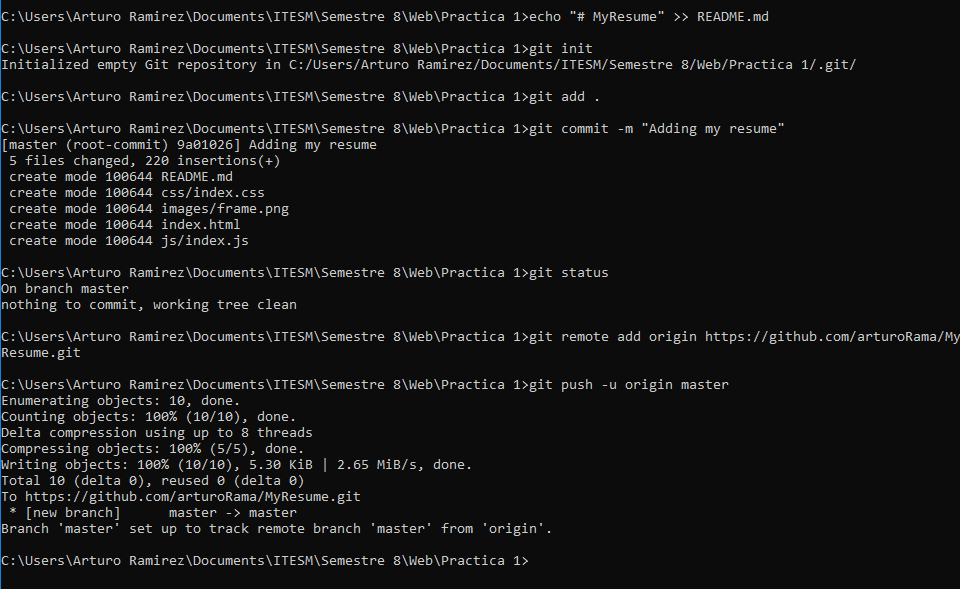 C:\Users\Arturo Ramirez\Documents\ITESM\Semestre 8\Web\Practica 1>echo "# MyResume" >> README.md
C:\Users\Arturo Ramirez\Documents\ITESM\Semestre 8\Web\Practica 1>git init
Initialized empty Git repository in C:/Users/Arturo Ramirez/Documents/ITESM/Semestre 8/Web/Practica 1/.git/
C:\Users\Arturo Ramirez\Documents\ITESM\Semestre 8\Web\Practica 1>git add .
C:\Users\Arturo Ramirez\Documents\ITESM\Semestre 8\Web\Practica 1>git commit -m "Adding my resume"
[master (root-commit) 9a01026] Adding my resume
 5 files changed, 220 insertions(+)
 create mode 100644 README.md
 create mode 100644 css/index.css
 create mode 100644 images/frame.png
 create mode 100644 index.html
 create mode 100644 js/index.js
C:\Users\Arturo Ramirez\Documents\ITESM\Semestre 8\Web\Practica 1>git status
On branch master
nothing to commit, working tree clean
C:\Users\Arturo Ramirez\Documents\ITESM\Semestre 8\Web\Practica 1>git remote add origin https://github.com/arturoRama/My
Resume.git
C:\Users\Arturo Ramirez\Documents\ITESM\Semestre 8\Web\Practica 1>git push -u origin master
Enumerating objects: 10, done.
Counting objects: 100% (10/10), done.
Delta compression using up to 8 threads
Compressing objects: 100% (5/5), done.
Writing objects: 100% (10/10), 5.30 KiB | 2.65 MiB/s, done.
Total 10 (delta 0), reused 0 (delta 0)
To https://github.com/arturoRama/MyResume.git
 * [new branch]      master -> master
Branch 'master' set up to track remote branch 'master' from 'origin'.
C:\Users\Arturo Ramirez\Documents\ITESM\Semestre 8\Web\Practica 1>